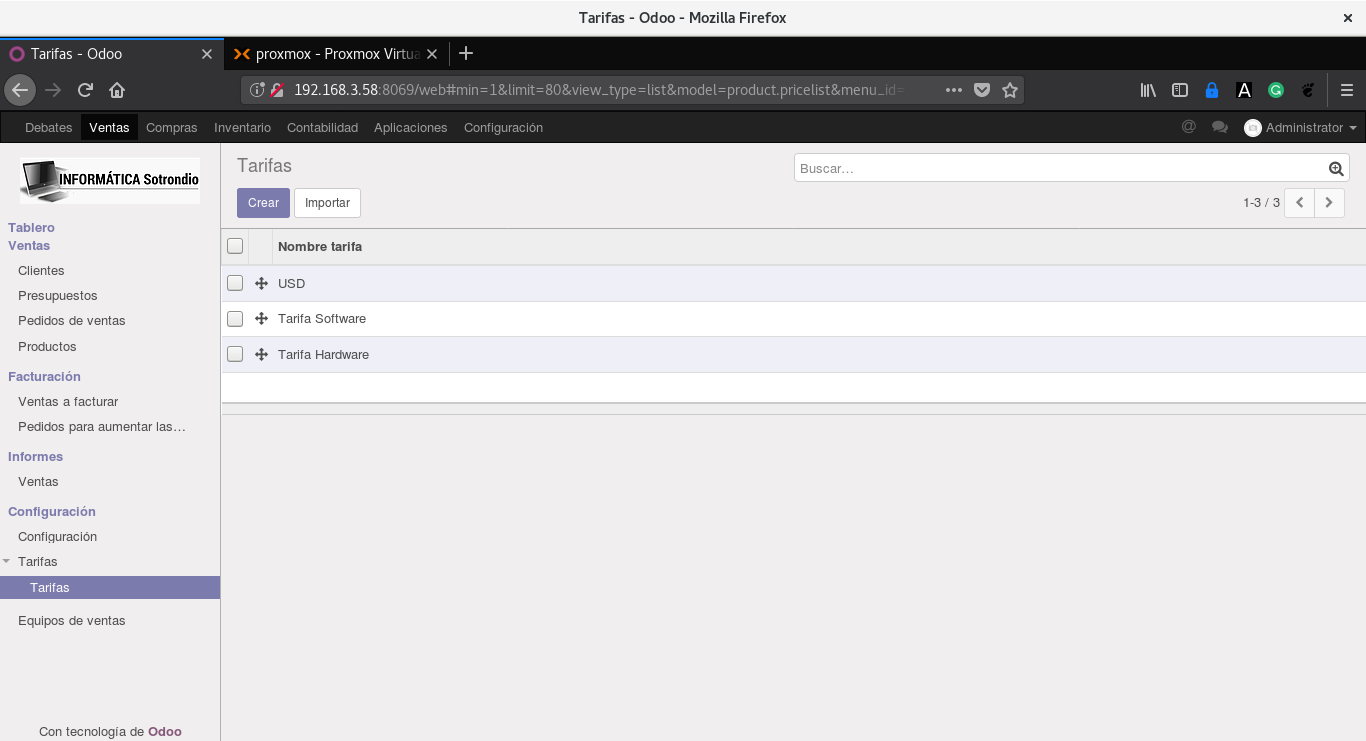 Tarifas - Odoo - Mozilla Firefox
Tarifas - Odoo
proxmox - Proxmox Virtua
192.168.3.58:8069/web#min=1&limit=80&view_type=list&model=product.pricelist&menu_id=
Debates Ventas Compras Inventario Contabilidad Aplicaciones Configuración @ Administrator
INFORMÁTICA Sotrondio
Tablero
Ventas
Clientes
Presupuestos
Pedidos de ventas
Productos
Facturación
Ventas a facturar
Pedidos para aumentar las…
Informes
Ventas
Configuración
Configuración
Tarifas
Tarifas
Equipos de ventas
Con tecnología de Odoo
Tarifas
Buscar...
Crear Importar
1-3 / 3
Nombre tarifa
USD
Tarifa Software
Tarifa Hardware